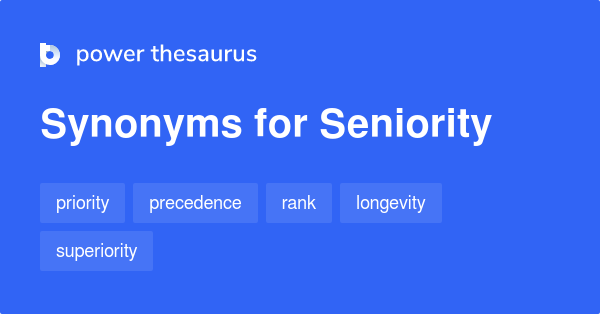 power thesaurus
Synonyms for Seniority
priority precedence rank longevity
superiority